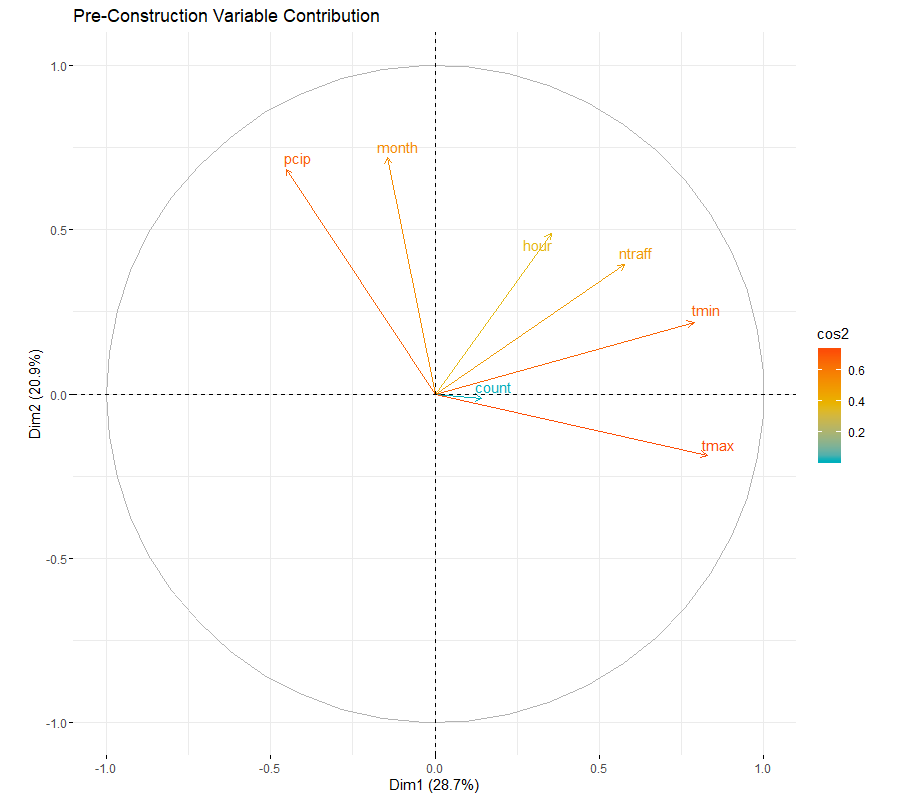 Pre-Construction Variable Contribution
1.0
0.5
0.0
-0.5
-1.0
Dim2 (20.9%)
pcip
month
hour
ntraff
tmin
count
tmax
-1.0
-0.5
0.0
0.5
1.0
Dim1 (28.7%)
cos2
0.6
0.4
0.2